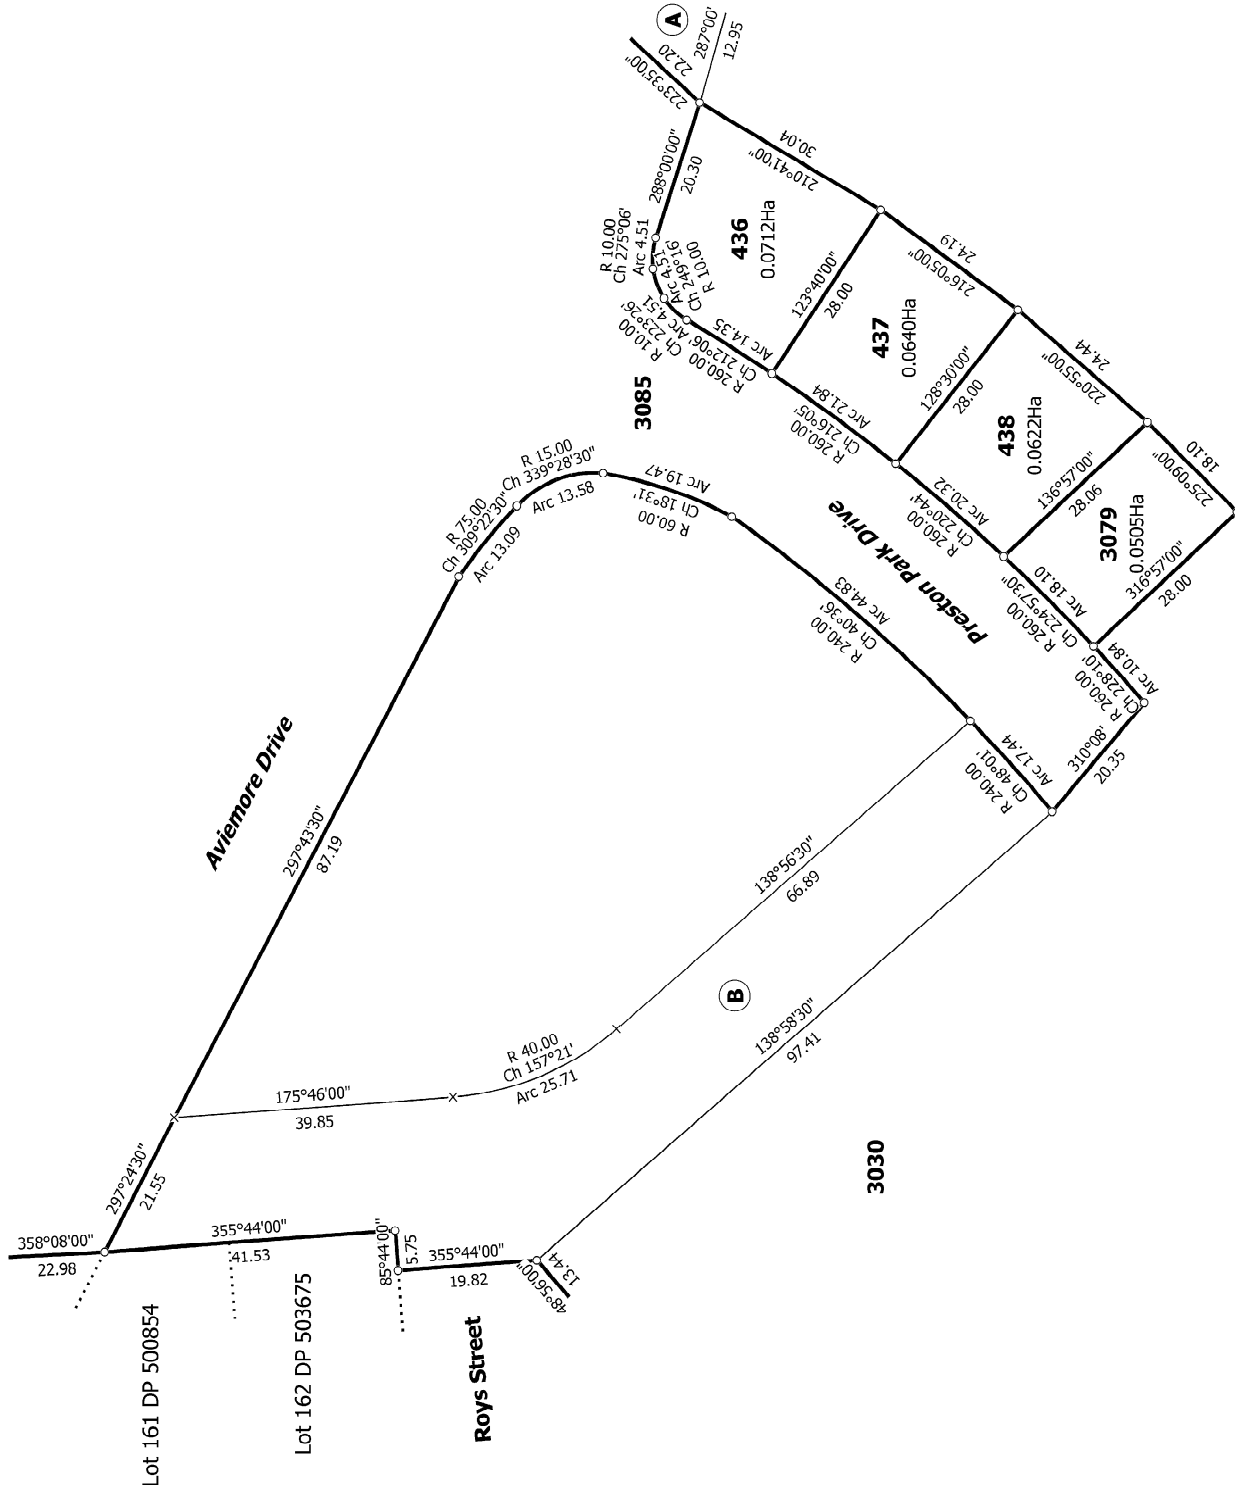 A
22.20
223°35'00"
287°00'
12.95
288°00'00"
20.30
30.04
210°41'00"
R 10.00
Ch 275°06'
Arc 4.51
436
0.0712Ha
Arc 4.51
Ch 249°16'
R 10.00
Arc 4.51
Ch 223°26'
R 10.00
Arc 14.35
Ch 212°06'
R 260.00
123°40'00"
28.00
24.19
216°05'00"
437
0.0640Ha
3085
Arc 21.84
Ch 216°05'
R 260.00
128°30'00"
28.00
24.44
220°55'00"
438
0.0622Ha
Arc 20.32
Ch 220°44'
R 260.00
136°57'00"
28.06
18.10
225°09'00"
3079
0.0505Ha
Arc 18.10
Ch 224°57'30"
R 260.00
316°57'00"
28.00
Arc 10.84
Ch 228°10'
R 260.00
310°08'
20.35
Preston Park Drive
R 15.00
Ch 339°28'30"
Arc 13.58
R 75.00
Ch 309°22'30"
Arc 13.09
Arc 19.47
Ch 18°31'
R 60.00
Arc 44.83
Ch 40°36'
R 240.00
Arc 17.44
Ch 48°01'
R 240.00
Aviemore Drive
297°43'30"
87.19
138°56'30"
66.89
B
138°58'30"
97.41
R 40.00
Ch 157°21'
Arc 25.71
175°46'00"
39.85
297°24'30"
21.55
3030
358°08'00"
22.98
355°44'00"
41.53
85°44'00"
5.75
355°44'00"
19.82
13.44
48°56'00"
Lot 161 DP 500854
Lot 162 DP 503675
Roys Street